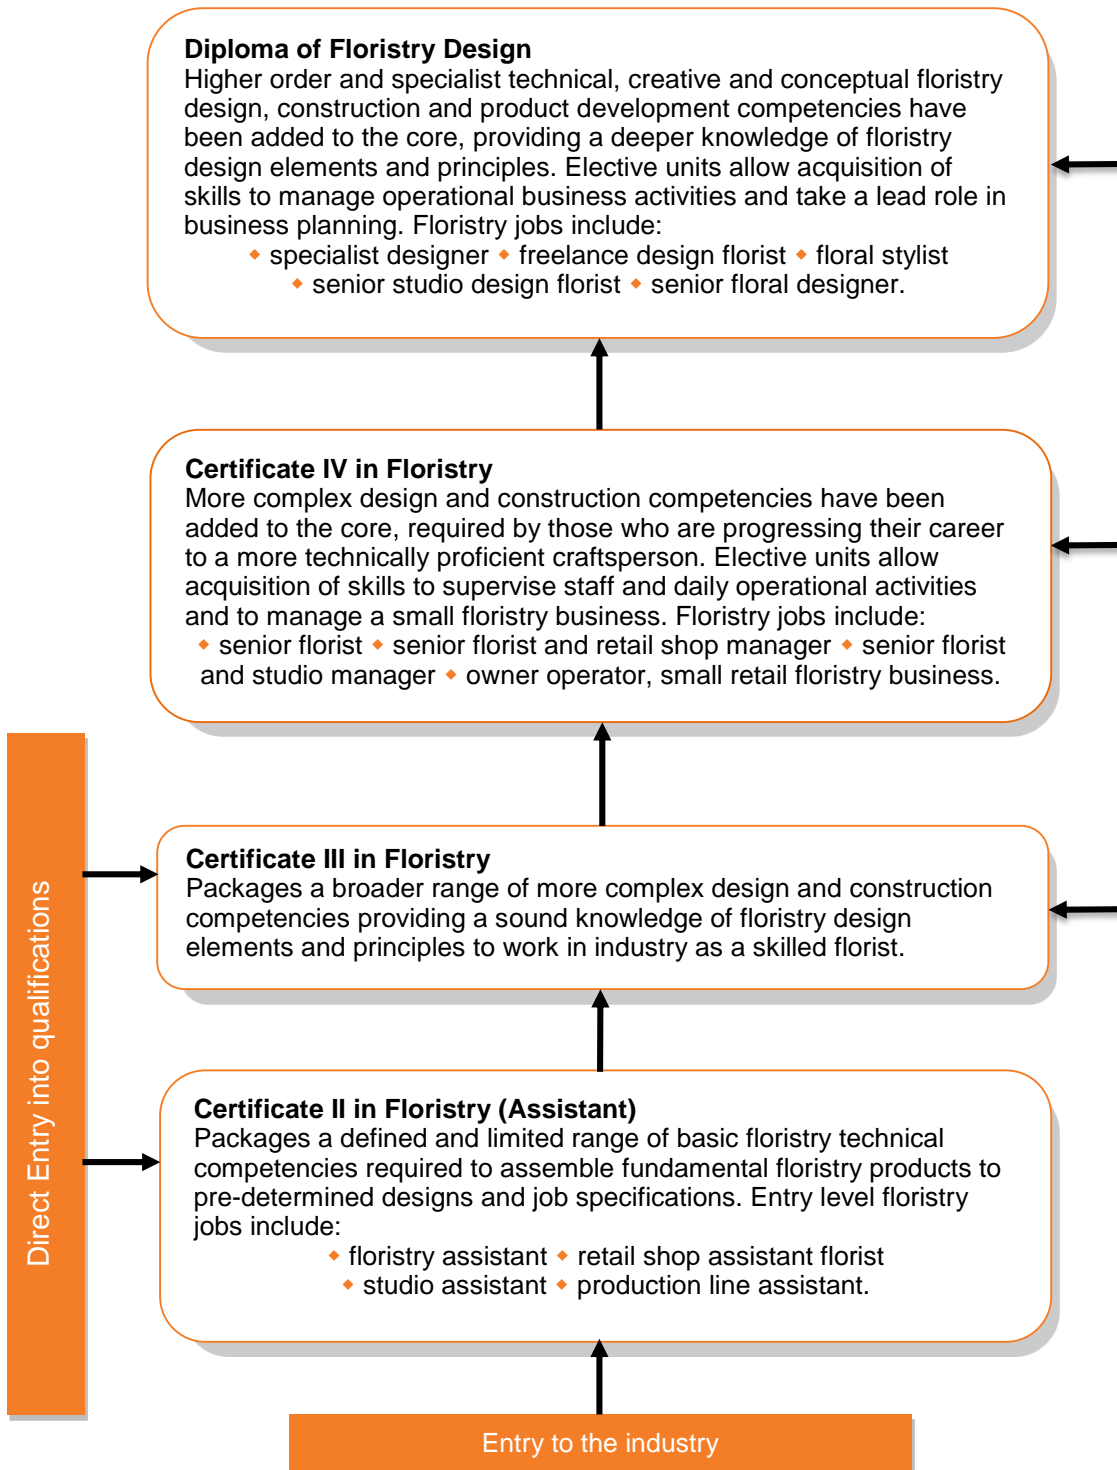 Diploma of Floristry Design
Higher order and specialist technical, creative and conceptual floristry
design, construction and product development competencies have
been added to the core, providing a deeper knowledge of floristry
design elements and principles. Elective units allow acquisition of
skills to manage operational business activities and take a lead role in
business planning. Floristry jobs include:
◆ specialist designer ◆ freelance design florist ◆ floral stylist
◆ senior studio design florist ◆ senior floral designer.
Certificate IV in Floristry
More complex design and construction competencies have been
added to the core, required by those who are progressing their career
to a more technically proficient craftsperson. Elective units allow
acquisition of skills to supervise staff and daily operational activities
and to manage a small floristry business. Floristry jobs include:
◆ senior florist ◆ senior florist and retail shop manager ◆ senior florist
and studio manager ◆ owner operator, small retail floristry business.
Direct Entry into qualifications
Certificate III in Floristry
Packages a broader range of more complex design and construction
competencies providing a sound knowledge of floristry design
elements and principles to work in industry as a skilled florist.
Certificate II in Floristry (Assistant)
Packages a defined and limited range of basic floristry technical
competencies required to assemble fundamental floristry products to
pre-determined designs and job specifications. Entry level floristry
jobs include:
◆ floristry assistant ◆ retail shop assistant florist
◆ studio assistant ◆ production line assistant.
Entry to the industry